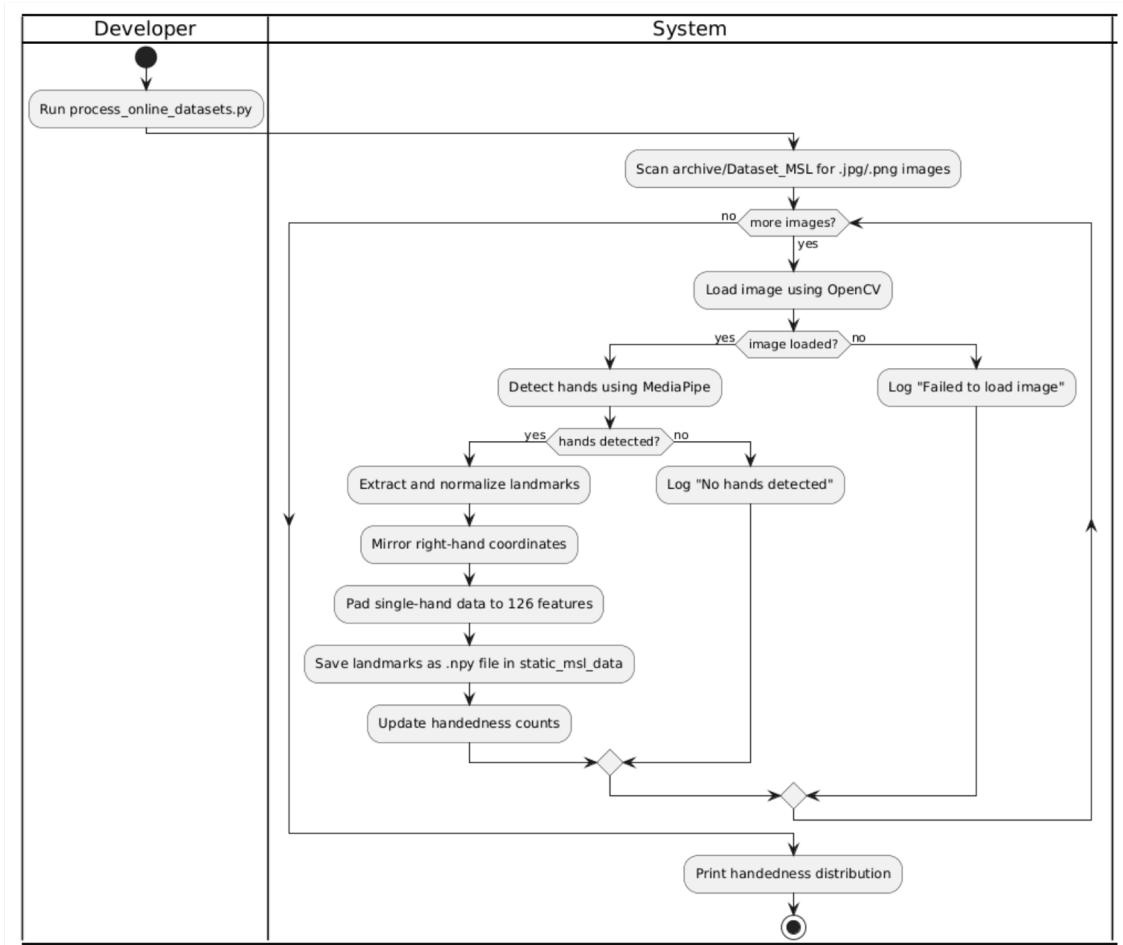 Developer
System
Run process_online_datasets.py
Scan archive/Dataset_MSL for .jpg/.png images
no
more images?
yes
Load image using OpenCV
yes
image loaded?
no
Detect hands using MediaPipe
Log "Failed to load image"
yes
hands detected?
no
Extract and normalize landmarks
Log "No hands detected"
Mirror right-hand coordinates
Pad single-hand data to 126 features
Save landmarks as .npy file in static_msl_data
Update handedness counts
Print handedness distribution